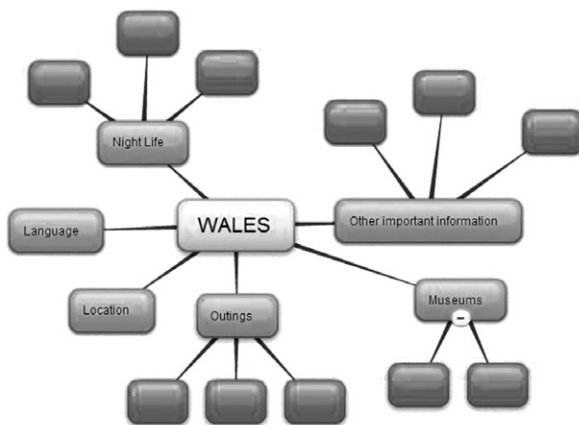 Night Life
WALES
Other important information
Language
Location
Outings
Museums